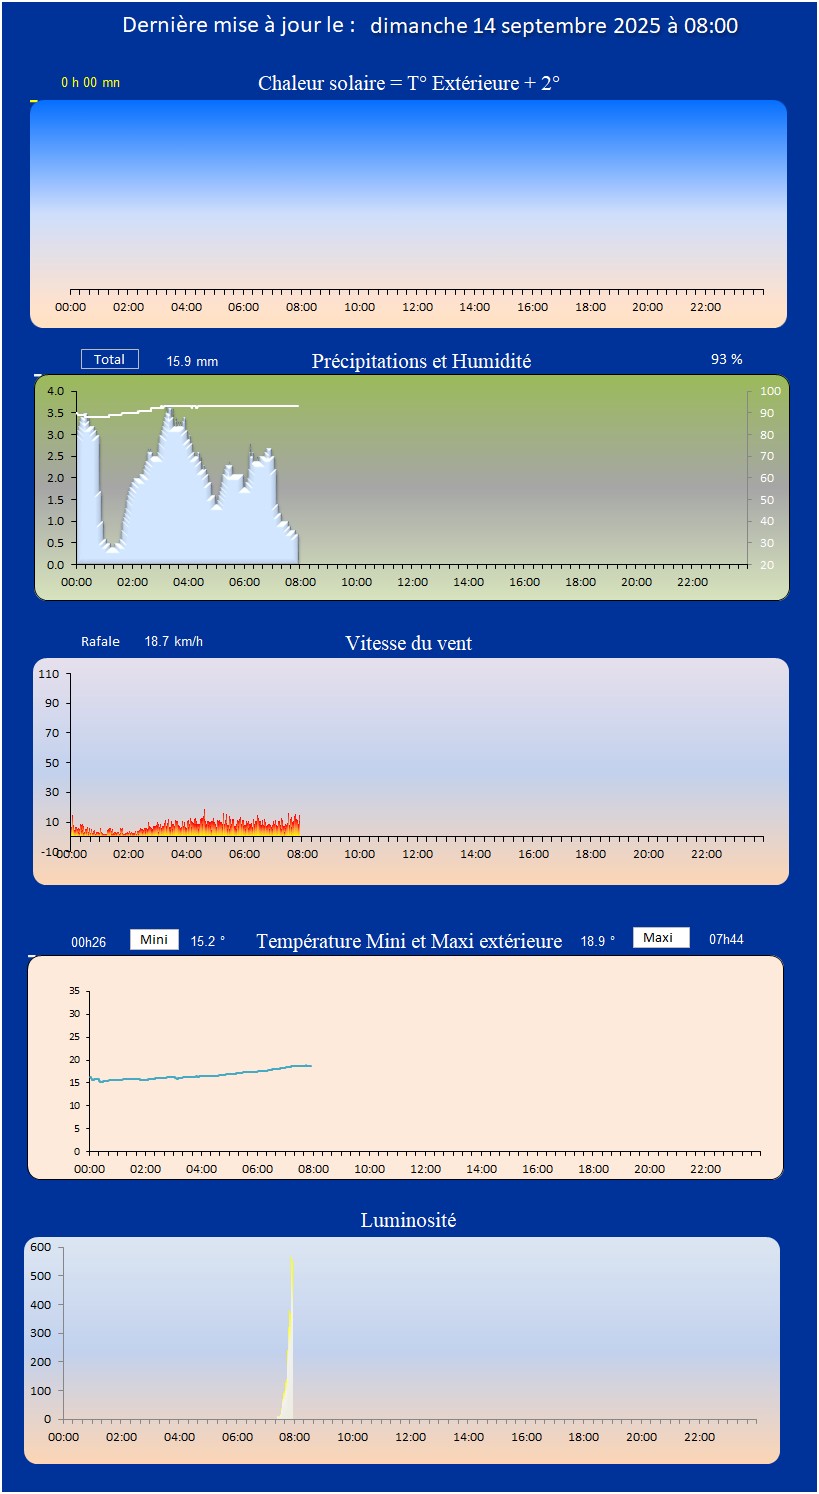 Dernière mise à jour le : dimanche 14 septembre 2025 à 08:00
0 h 00 mn Chaleur solaire = T° Extérieure + 2°
00:00 02:00 04:00 06:00 08:00 10:00 12:00 14:00 16:00 18:00 20:00 22:00
Total 15.9 mm Précipitations et Humidité 93 %
4.0 100
3.5 90
3.0 80
2.5 70
2.0 60
1.5 50
1.0 40
0.5 30
0.0 20
00:00 02:00 04:00 06:00 08:00 10:00 12:00 14:00 16:00 18:00 20:00 22:00
Rafale 18.7 km/h Vitesse du vent
110
90
70
50
30
10
-10
00:00 02:00 04:00 06:00 08:00 10:00 12:00 14:00 16:00 18:00 20:00 22:00
00h26 Mini 15.2 ° Température Mini et Maxi extérieure 18.9 ° Maxi 07h44
35
30
25
20
15
10
5
0
00:00 02:00 04:00 06:00 08:00 10:00 12:00 14:00 16:00 18:00 20:00 22:00
Luminosité
600
500
400
300
200
100
0
00:00 02:00 04:00 06:00 08:00 10:00 12:00 14:00 16:00 18:00 20:00 22:00